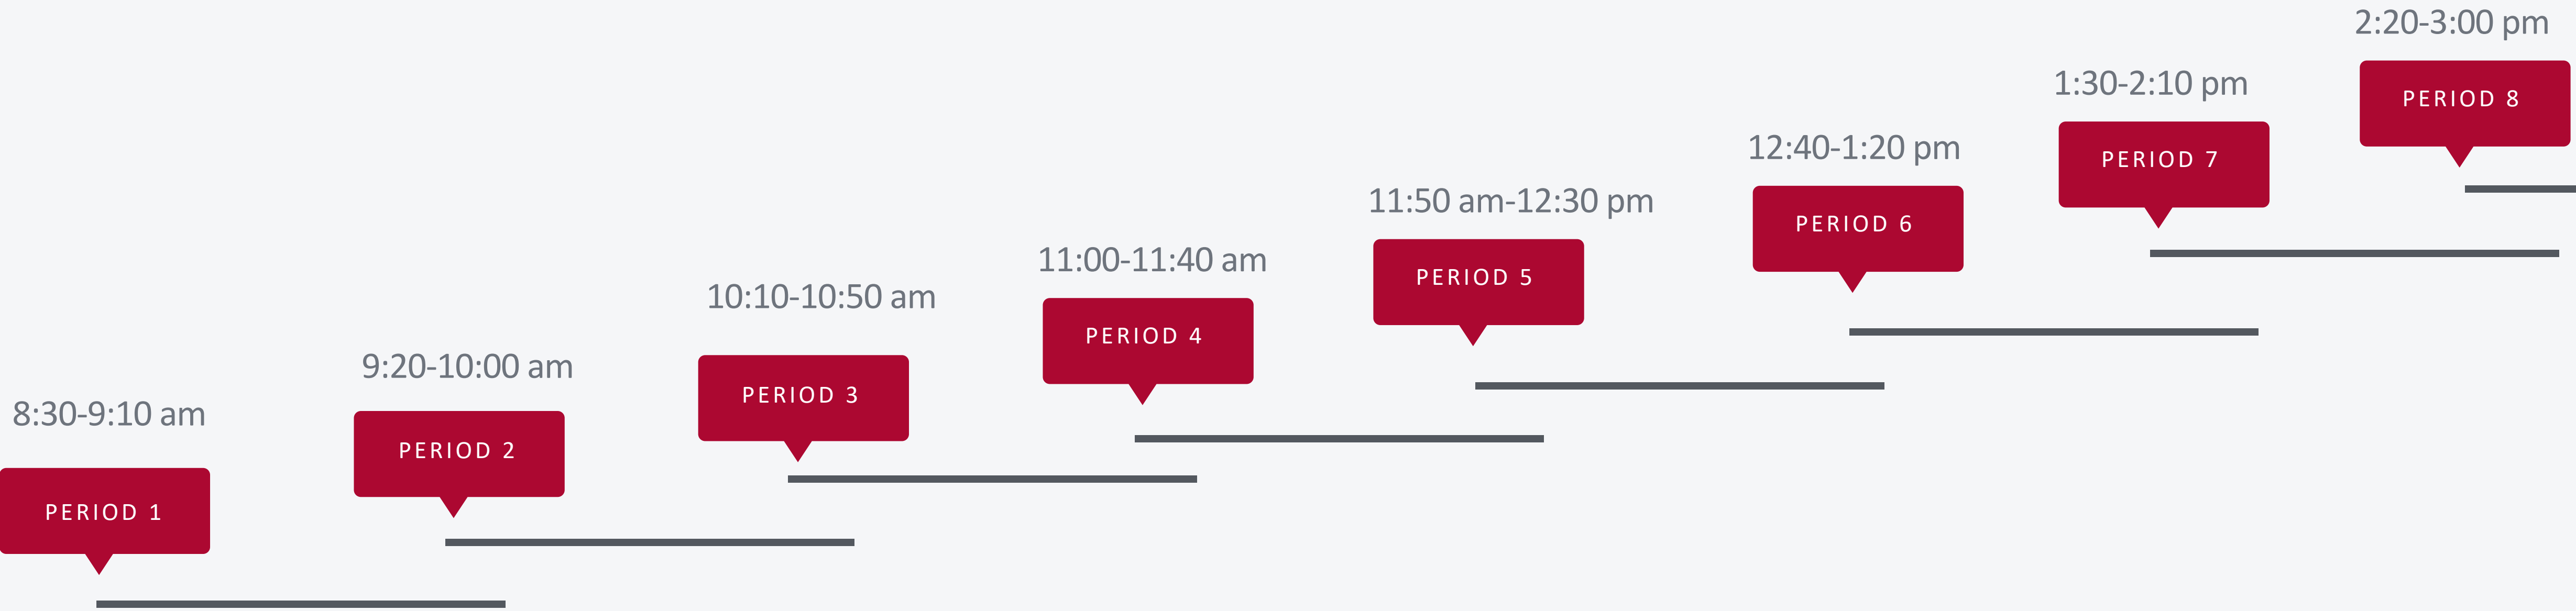 8:30-9:10 am
PERIOD 1
9:20-10:00 am
PERIOD 2
10:10-10:50 am
PERIOD 3
11:00-11:40 am
PERIOD 4
11:50 am-12:30 pm
PERIOD 5
12:40-1:20 pm
PERIOD 6
1:30-2:10 pm
PERIOD 7
2:20-3:00 pm
PERIOD 8